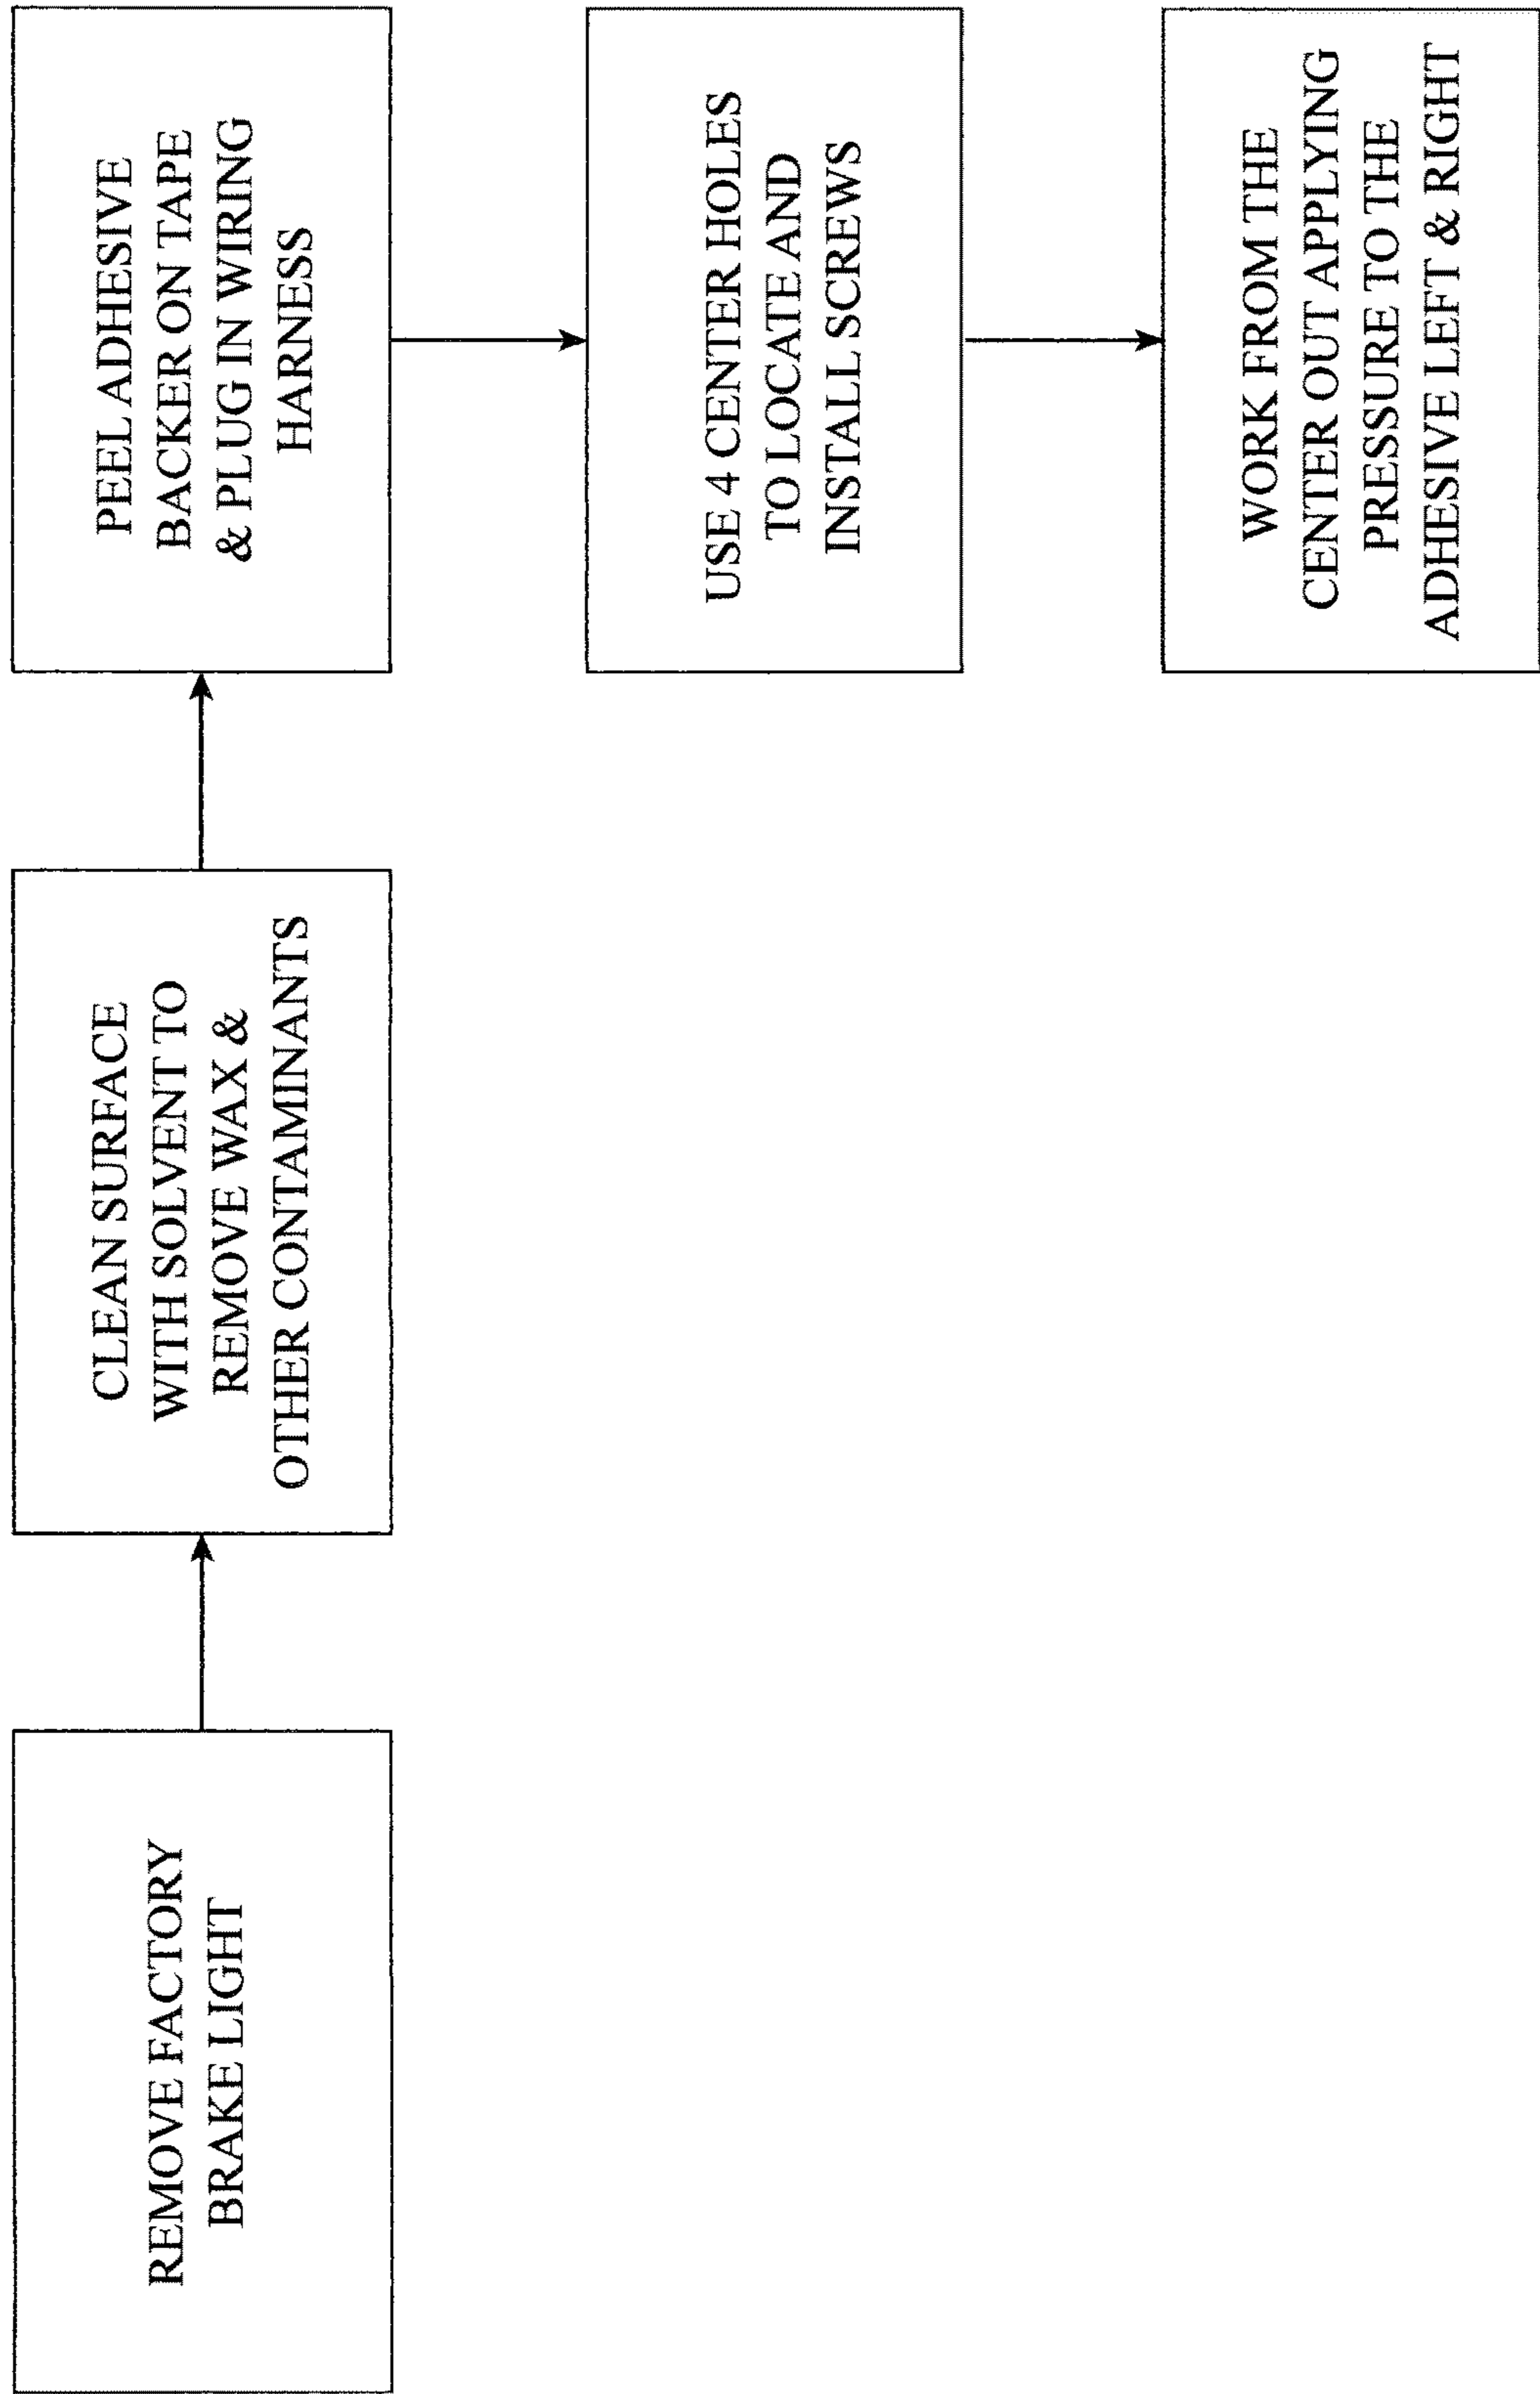 REMOVE FACTORY
BRAKE LIGHT
CLEAN SURFACE
WITH SOLVENT TO
REMOVE WAX &
OTHER CONTAMINANTS
PEEL ADHESIVE
BACKER ON TAPE
& PLUG IN WIRING
HARNESS
USE 4 CENTER HOLES
TO LOCATE AND
INSTALL SCREWS
WORK FROM THE
CENTER OUT APPLYING
PRESSURE TO THE
ADHESIVE LEFT & RIGHT